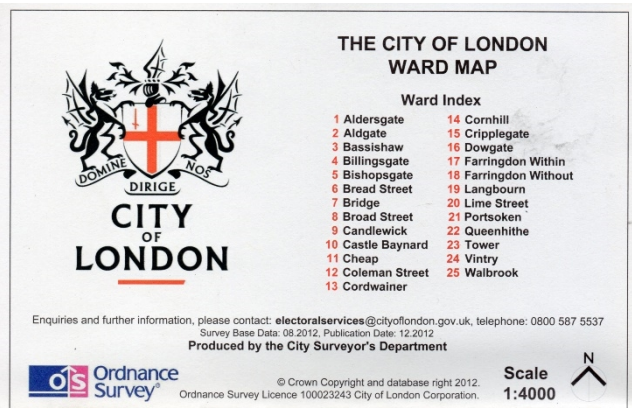 THE CITY OF LONDON
WARD MAP
Ward Index
1 Aldersgate
2 Aldgate
3 Bassishaw
4 Billingsgate
5 Bishopsgate
6 Bread Street
7 Bridge
8 Broad Street
9 Candlewick
10 Castle Baynard
11 Cheap
12 Coleman Street
13 Cordwainer
14 Cornhill
15 Cripplegate
16 Dowgate
17 Farringdon Within
18 Farringdon Without
19 Langbourn
20 Lime Street
21 Portsoken
22 Queenhithe
23 Tower
24 Vintry
25 Walbrook
DOMINE NOS
DIRIGE
CITY
OF
LONDON
Enquiries and further information, please contact: electoralservices@cityoflondon.gov.uk, telephone: 0800 587 5537
Survey Base Data: 08.2012, Publication Date: 12.2012
Produced by the City Surveyor's Department
OS Ordnance
Survey®
© Crown Copyright and database right 2012.
Ordnance Survey Licence 100023243 City of London Corporation.
Scale
1:4000
N